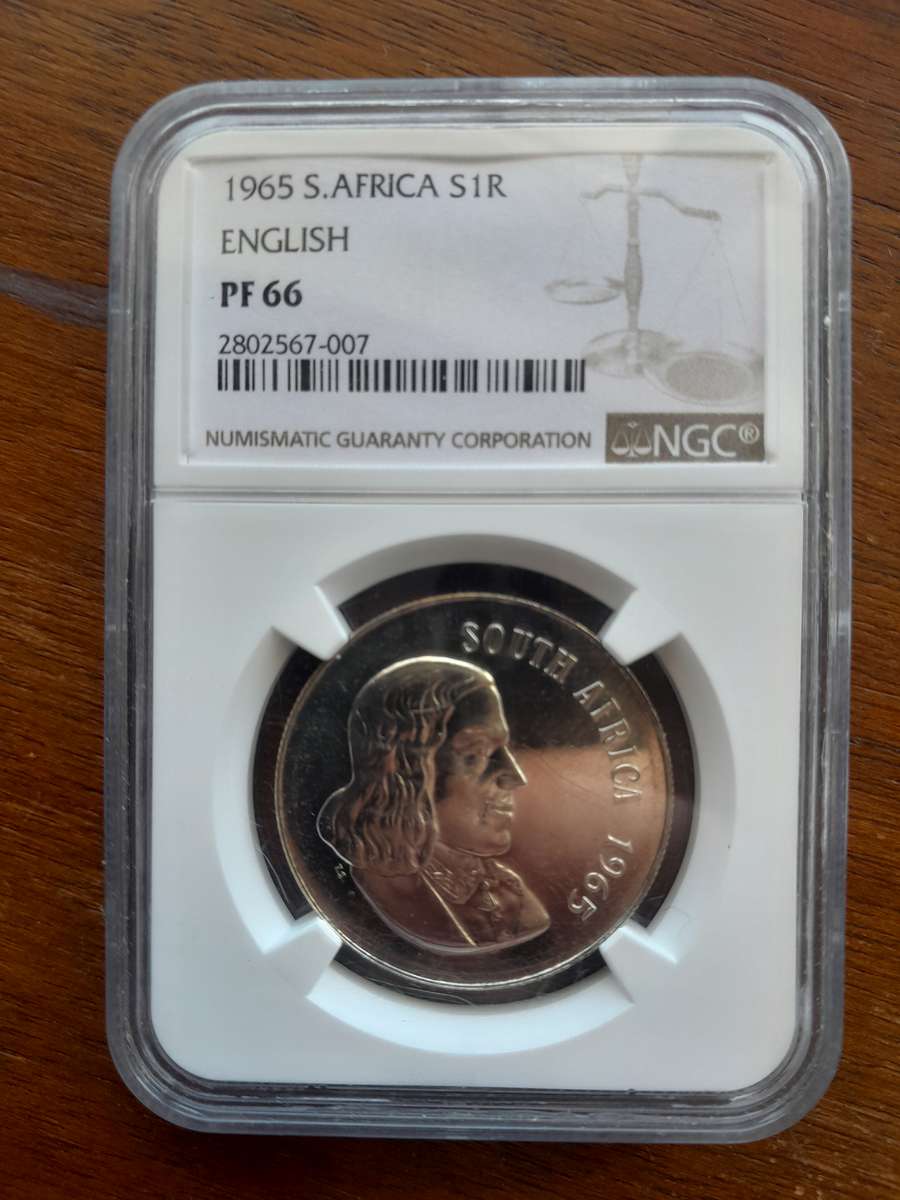 1965 S.AFRICA S1R
ENGLISH
PF 66
2802567-007
NUMISMATIC GUARANTY CORPORATION
NGC®
SOUTH AFRICA 1965